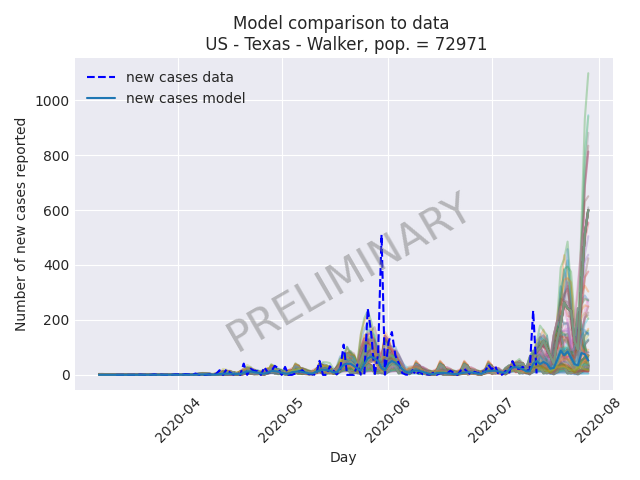 Model comparison to data
US - Texas - Walker, pop. = 72971
new cases data
new cases model
PRELIMINARY
Number of new cases reported
1000
800
600
400
200
0
2020-04
2020-05
2020-06
2020-07
2020-08
Day